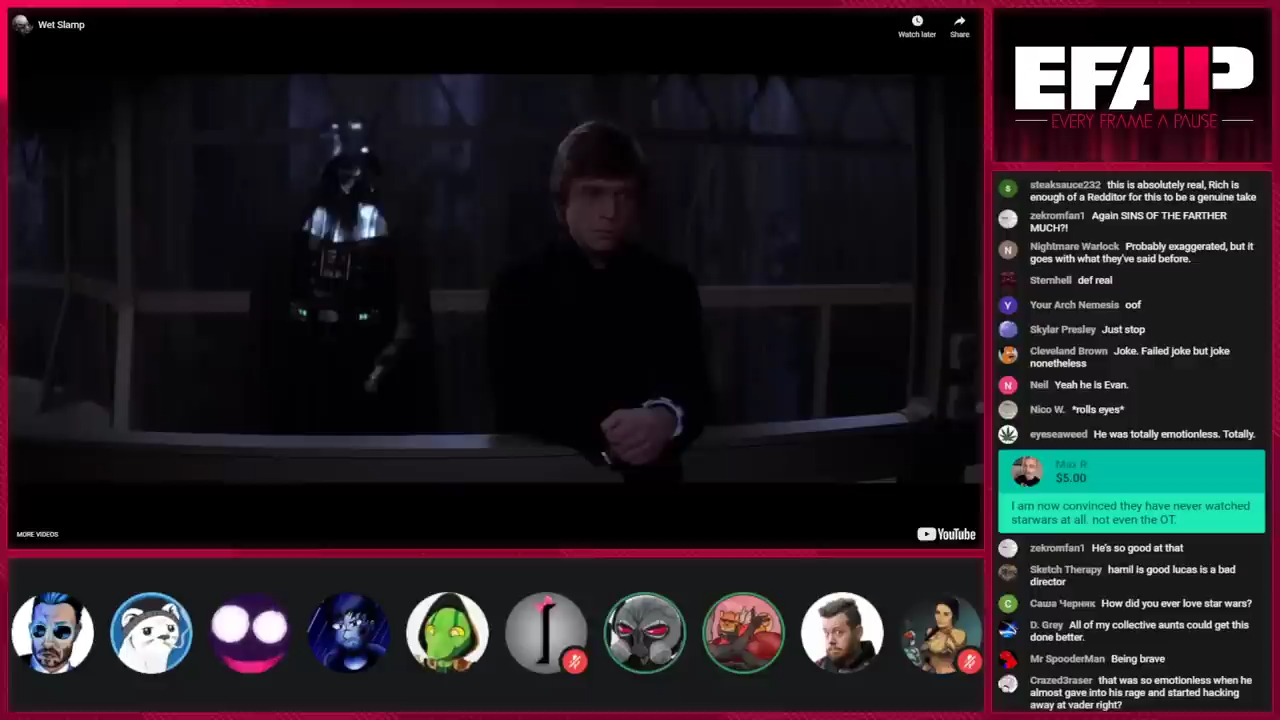 Wet Slamp
Watch later
Share
MORE VIDEOS
YouTube
EFAP
EVERY FRAME A PAUSE
steaksauce232 this is absolutely real, Rich is
enough of a Redditor for this to be a genuine take
zekromfan1 Again SINS OF THE FARTHER
MUCH?!
Nightmare Warlock Probably exaggerated, but it
goes with what they've said before.
Sternhell def real
Your Arch Nemesis oof
Skylar Presley Just stop
Cleveland Brown Joke. Failed joke but joke
nonetheless
Neil Yeah he is Evan.
Nico W. *rolls eyes*
eyeseaweed He was totally emotionless. Totally.
Max R
$5.00
I am now convinced they have never watched
starwars at all. not even the OT.
zekromfan1 He's so good at that
Sketch Therapy hamil is good lucas is a bad
director
Саша Черняк How did you ever love star wars?
D. Grey All of my collective aunts could get this
done better.
Mr SpooderMan Being brave
Crazed3raser that was so emotionless when he
almost gave into his rage and started hacking
away at vader right?